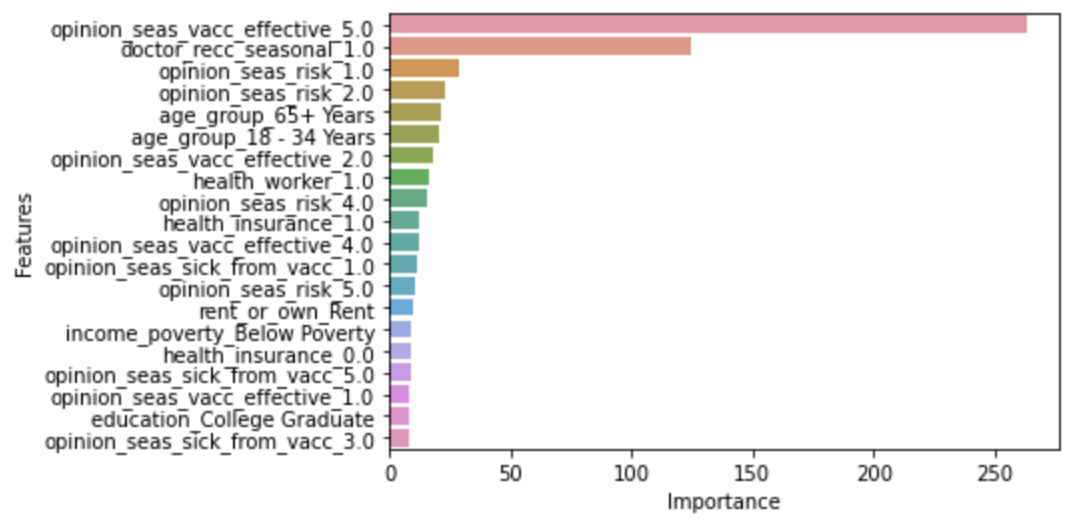 opinion_seas_vacc_effective_5.0
doctor_recc_seasonal_1.0
opinion_seas_risk_1.0
opinion_seas_risk_2.0
age_group_65+ Years
age_group_18 - 34 Years
opinion_seas_vacc_effective_2.0
health_worker_1.0
opinion_seas_risk_4.0
health_insurance_1.0
opinion_seas_vacc_effective_4.0
opinion_seas_sick_from_vacc_1.0
opinion_seas_risk_5.0
rent_or_own_Rent
income_poverty_Below Poverty
health_insurance_0.0
opinion_seas_sick_from_vacc_5.0
opinion_seas_vacc_effective_1.0
education_College Graduate
opinion_seas_sick_from_vacc_3.0
Features
0 50 100 150 200 250
Importance